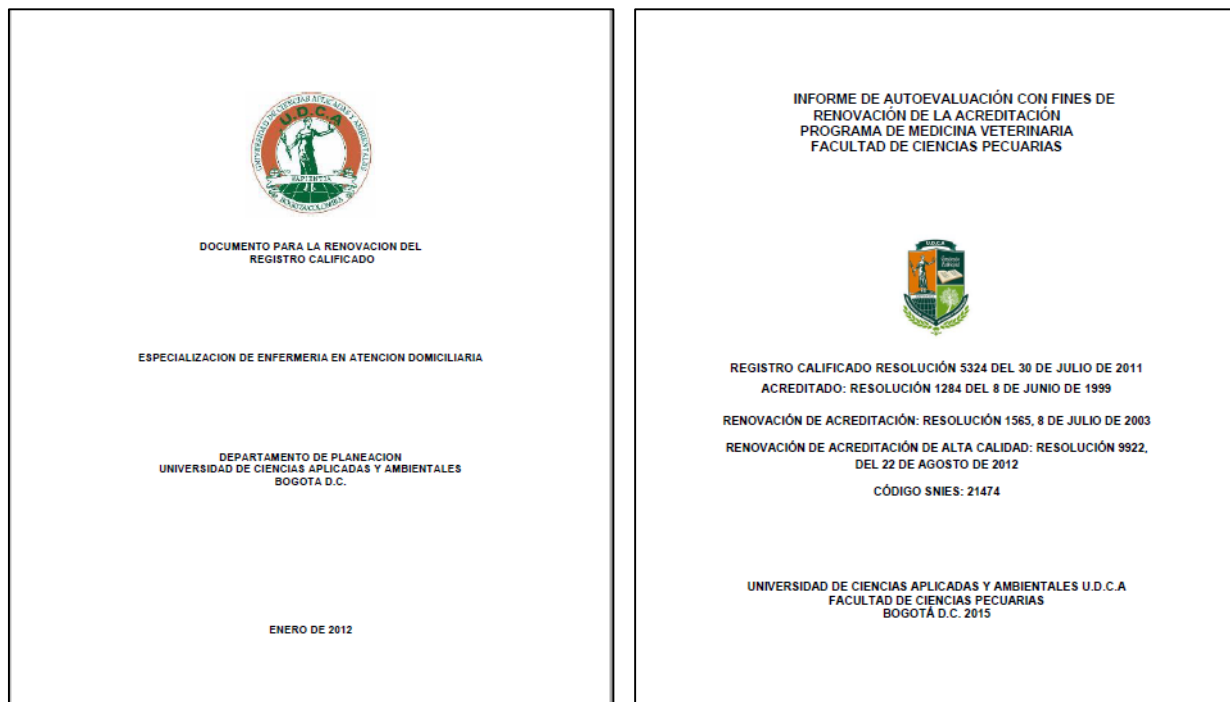 UNIVERSIDAD DE CIENCIAS APLICADAS Y AMBIENTALES
U.D.C.A
SAPIENTIA
BOGOTA COLOMBIA
DOCUMENTO PARA LA RENOVACION DEL
REGISTRO CALIFICADO
ESPECIALIZACION DE ENFERMERIA EN ATENCION DOMICILIARIA
DEPARTAMENTO DE PLANEACION
UNIVERSIDAD DE CIENCIAS APLICADAS Y AMBIENTALES
BOGOTA D.C.
ENERO DE 2012
INFORME DE AUTOEVALUACIÓN CON FINES DE
RENOVACIÓN DE LA ACREDITACIÓN
PROGRAMA DE MEDICINA VETERINARIA
FACULTAD DE CIENCIAS PECUARIAS
U.D.C.A
REGISTRO CALIFICADO RESOLUCIÓN 5324 DEL 30 DE JULIO DE 2011
ACREDITADO: RESOLUCIÓN 1284 DEL 8 DE JUNIO DE 1999
RENOVACIÓN DE ACREDITACIÓN: RESOLUCIÓN 1565, 8 DE JULIO DE 2003
RENOVACIÓN DE ACREDITACIÓN DE ALTA CALIDAD: RESOLUCIÓN 9922,
DEL 22 DE AGOSTO DE 2012
CÓDIGO SNIES: 21474
UNIVERSIDAD DE CIENCIAS APLICADAS Y AMBIENTALES U.D.C.A
FACULTAD DE CIENCIAS PECUARIAS
BOGOTÁ D.C. 2015